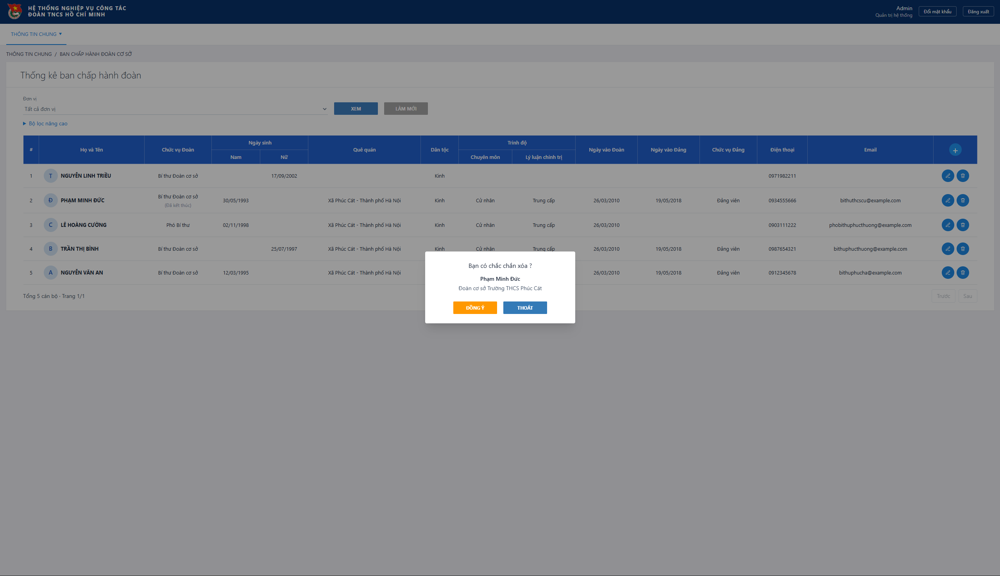 HỆ THỐNG NGHIỆP VỤ CÔNG TÁC
ĐOÀN TNCS HỒ CHÍ MINH
Admin
Quản trị hệ thống
Đổi mật khẩu
Đăng xuất
THÔNG TIN CHUNG
THÔNG TIN CHUNG / BAN CHẤP HÀNH ĐOÀN CƠ SỞ
Thống kê ban chấp hành đoàn
Đơn vị
Tất cả đơn vị
XEM
LÀM MỚI
Bộ lọc nâng cao
# Họ và Tên Chức vụ Đoàn Ngày sinh Quê quán Dân tộc Trình độ Ngày vào Đoàn Ngày vào Đảng Chức vụ Đảng Điện thoại Email +
Nam Nữ Chuyên môn Lý luận chính trị
1 T NGUYỄN LINH TRIỀU Bí thư Đoàn cơ sở 17/09/2002 Kinh 0971982211
2 Đ PHẠM MINH ĐỨC Bí thư Đoàn cơ sở (Đã kết thúc) 30/05/1993 Xã Phúc Cát - Thành phố Hà Nội Kinh Cử nhân Trung cấp 26/03/2010 19/05/2018 Đảng viên 0934555666 bithuthcscu@example.com
3 C LÊ HOÀNG CƯỜNG Phó Bí thư 02/11/1998 Xã Phúc Cát - Thành phố Hà Nội Kinh Cử nhân Trung cấp 26/03/2010 0903111222 phobithuphucthuong@example.com
4 B TRẦN THỊ BÌNH Bí thư Đoàn cơ sở 25/07/1997 Xã Phúc Cát - Thành phố Hà Nội Kinh Cử nhân Trung cấp 26/03/2010 19/05/2018 Đảng viên 0987654321 bithuphucthuong@example.com
5 A NGUYỄN VĂN AN Bí thư Đoàn cơ sở 12/03/1995 Xã Phúc Cát - Thành phố Hà Nội 26/03/2010 19/05/2018 Đảng viên 0912345678 bithuphucha@example.com
Tổng 5 cán bộ · Trang 1/1
Trước
Sau
Bạn có chắc chắn xóa ?
Phạm Minh Đức
Đoàn cơ sở Trường THCS Phúc Cát
ĐỒNG Ý
THOÁT